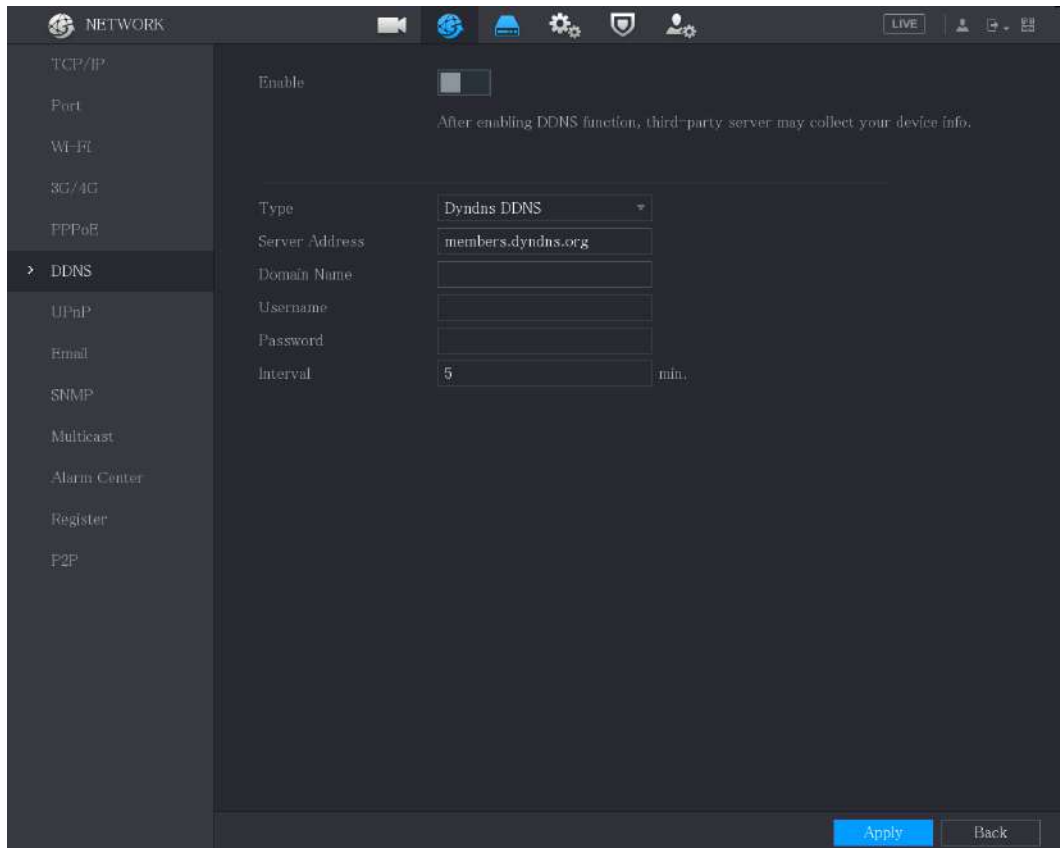 NETWORK
LIVE
TCP/IP
Port
Wi-Fi
3G/4G
PPPoE
DDNS
UPnP
Email
SNMP
Multicast
Alarm Center
Register
P2P
Enable
After enabling DDNS function, third-party server may collect your device info.
Type Dyndns DDNS
Server Address members.dyndns.org
Domain Name
Username
Password
Interval 5 min.
Apply Back